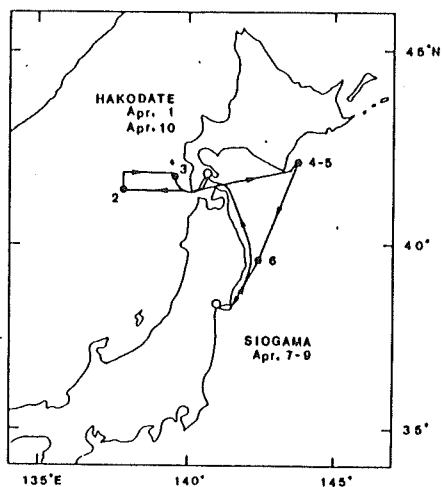 45°N
HAKODATE
Apr. 1
Apr. 10
3
4-5
2
40°
6
SIOGAMA
Apr. 7-9
35°
135°E
140°
145°